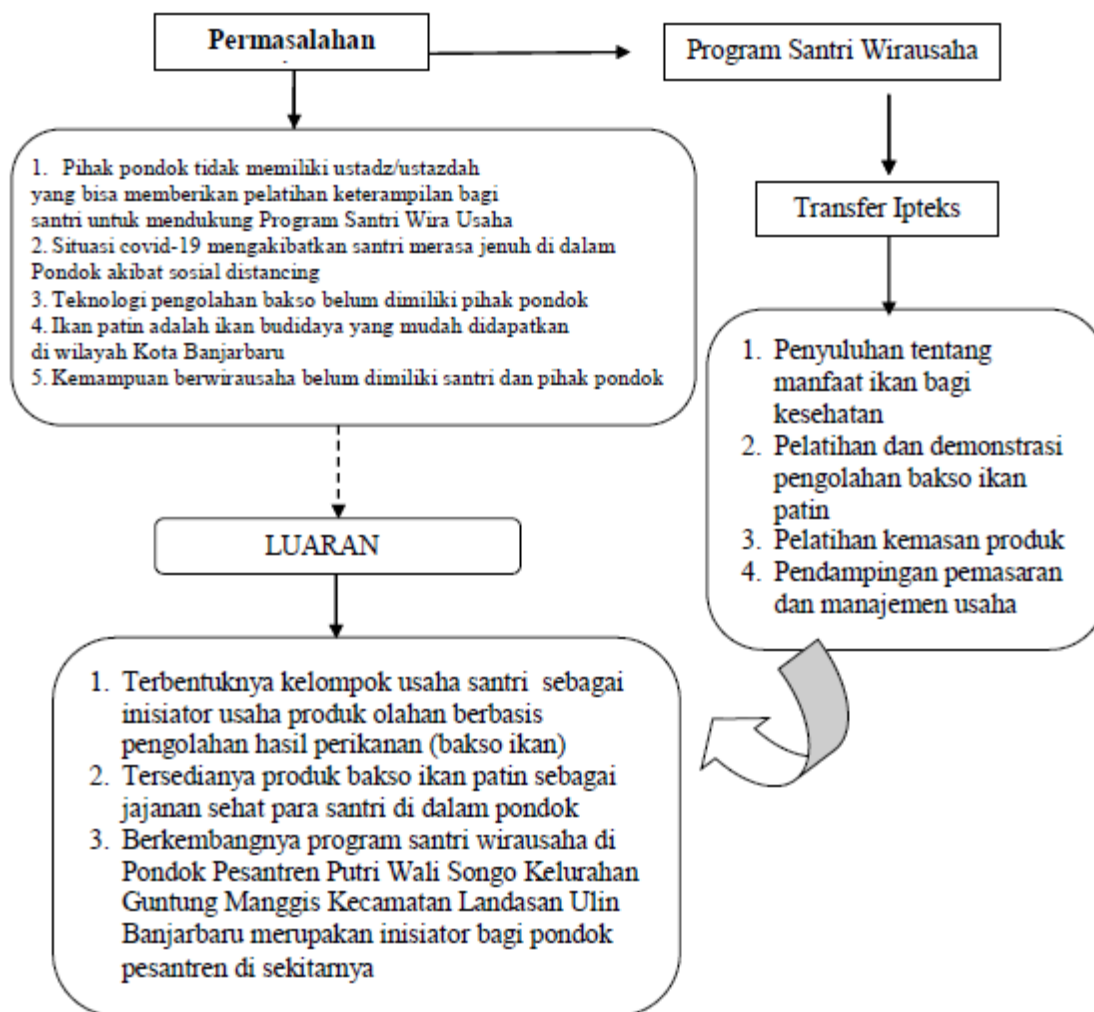 Permasalahan
Program Santri Wirausaha
1. Pihak pondok tidak memiliki ustadz/ustazdah
yang bisa memberikan pelatihan keterampilan bagi
santri untuk mendukung Program Santri Wira Usaha
2. Situasi covid-19 mengakibatkan santri merasa jenuh di dalam
Pondok akibat sosial distancing
3. Teknologi pengolahan bakso belum dimiliki pihak pondok
4. Ikan patin adalah ikan budidaya yang mudah didapatkan
di wilayah Kota Banjarbaru
5. Kemampuan berwirausaha belum dimiliki santri dan pihak pondok
Transfer Ipteks
1. Penyuluhan tentang
manfaat ikan bagi
kesehatan
2. Pelatihan dan demonstrasi
pengolahan bakso ikan
patin
3. Pelatihan kemasan produk
4. Pendampingan pemasaran
dan manajemen usaha
LUARAN
1. Terbentuknya kelompok usaha santri sebagai
inisiator usaha produk olahan berbasis
pengolahan hasil perikanan (bakso ikan)
2. Tersedianya produk bakso ikan patin sebagai
jajanan sehat para santri di dalam pondok
3. Berkembangnya program santri wirausaha di
Pondok Pesantren Putri Wali Songo Kelurahan
Guntung Manggis Kecamatan Landasan Ulin
Banjarbaru merupakan inisiator bagi pondok
pesantren di sekitarnya